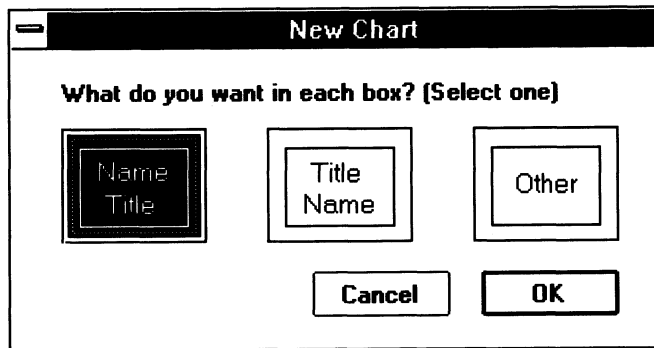 New Chart
What do you want in each box? (Select one)
Name
Title
Title
Name
Other
Cancel
OK